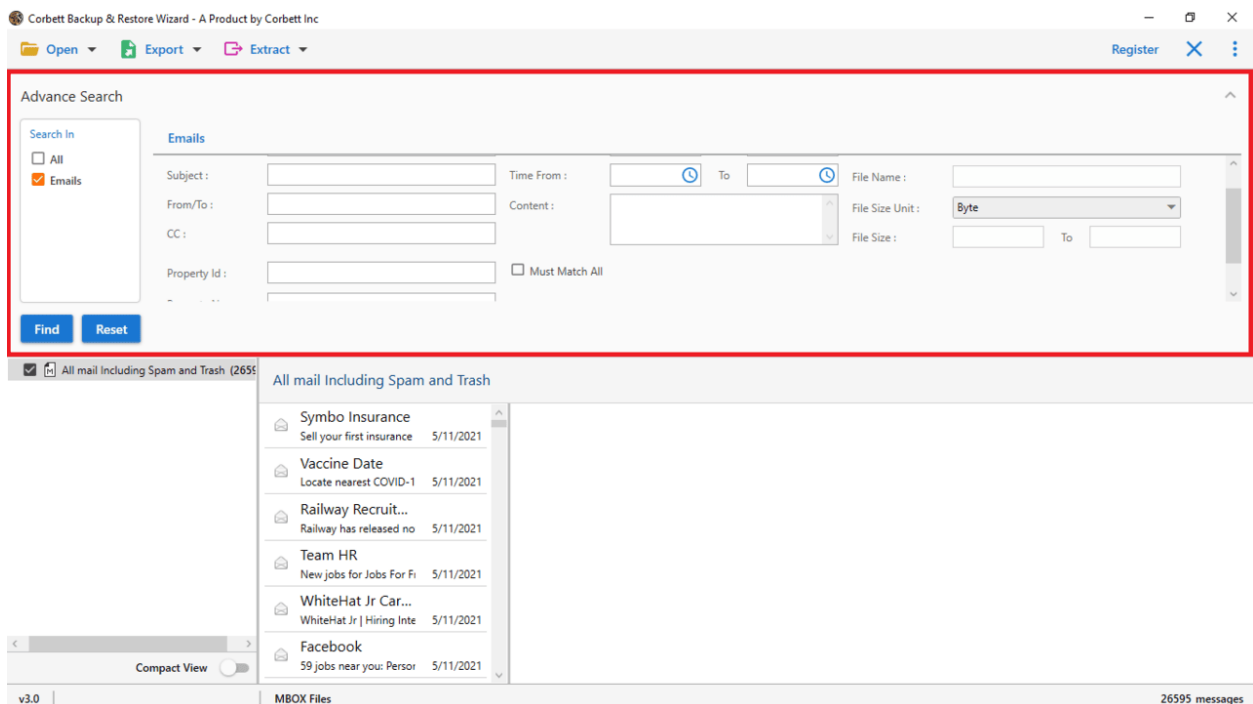 Corbett Backup & Restore Wizard - A Product by Corbett Inc
Open Export Extract Register
Advance Search
Search In
All
Emails
Emails
Subject :
From/To :
CC :
Property Id :
Time From : To
Content :
Must Match All
File Name :
File Size Unit : Byte
File Size : To
Find Reset
All mail Including Spam and Trash (2659
Compact View
All mail Including Spam and Trash
Symbo Insurance
Sell your first insurance 5/11/2021
Vaccine Date
Locate nearest COVID-1 5/11/2021
Railway Recruit...
Railway has released no 5/11/2021
Team HR
New jobs for Jobs For Fr 5/11/2021
WhiteHat Jr Car...
WhiteHat Jr | Hiring Inte 5/11/2021
Facebook
59 jobs near you: Person 5/11/2021
v3.0 MBOX Files 26595 messages